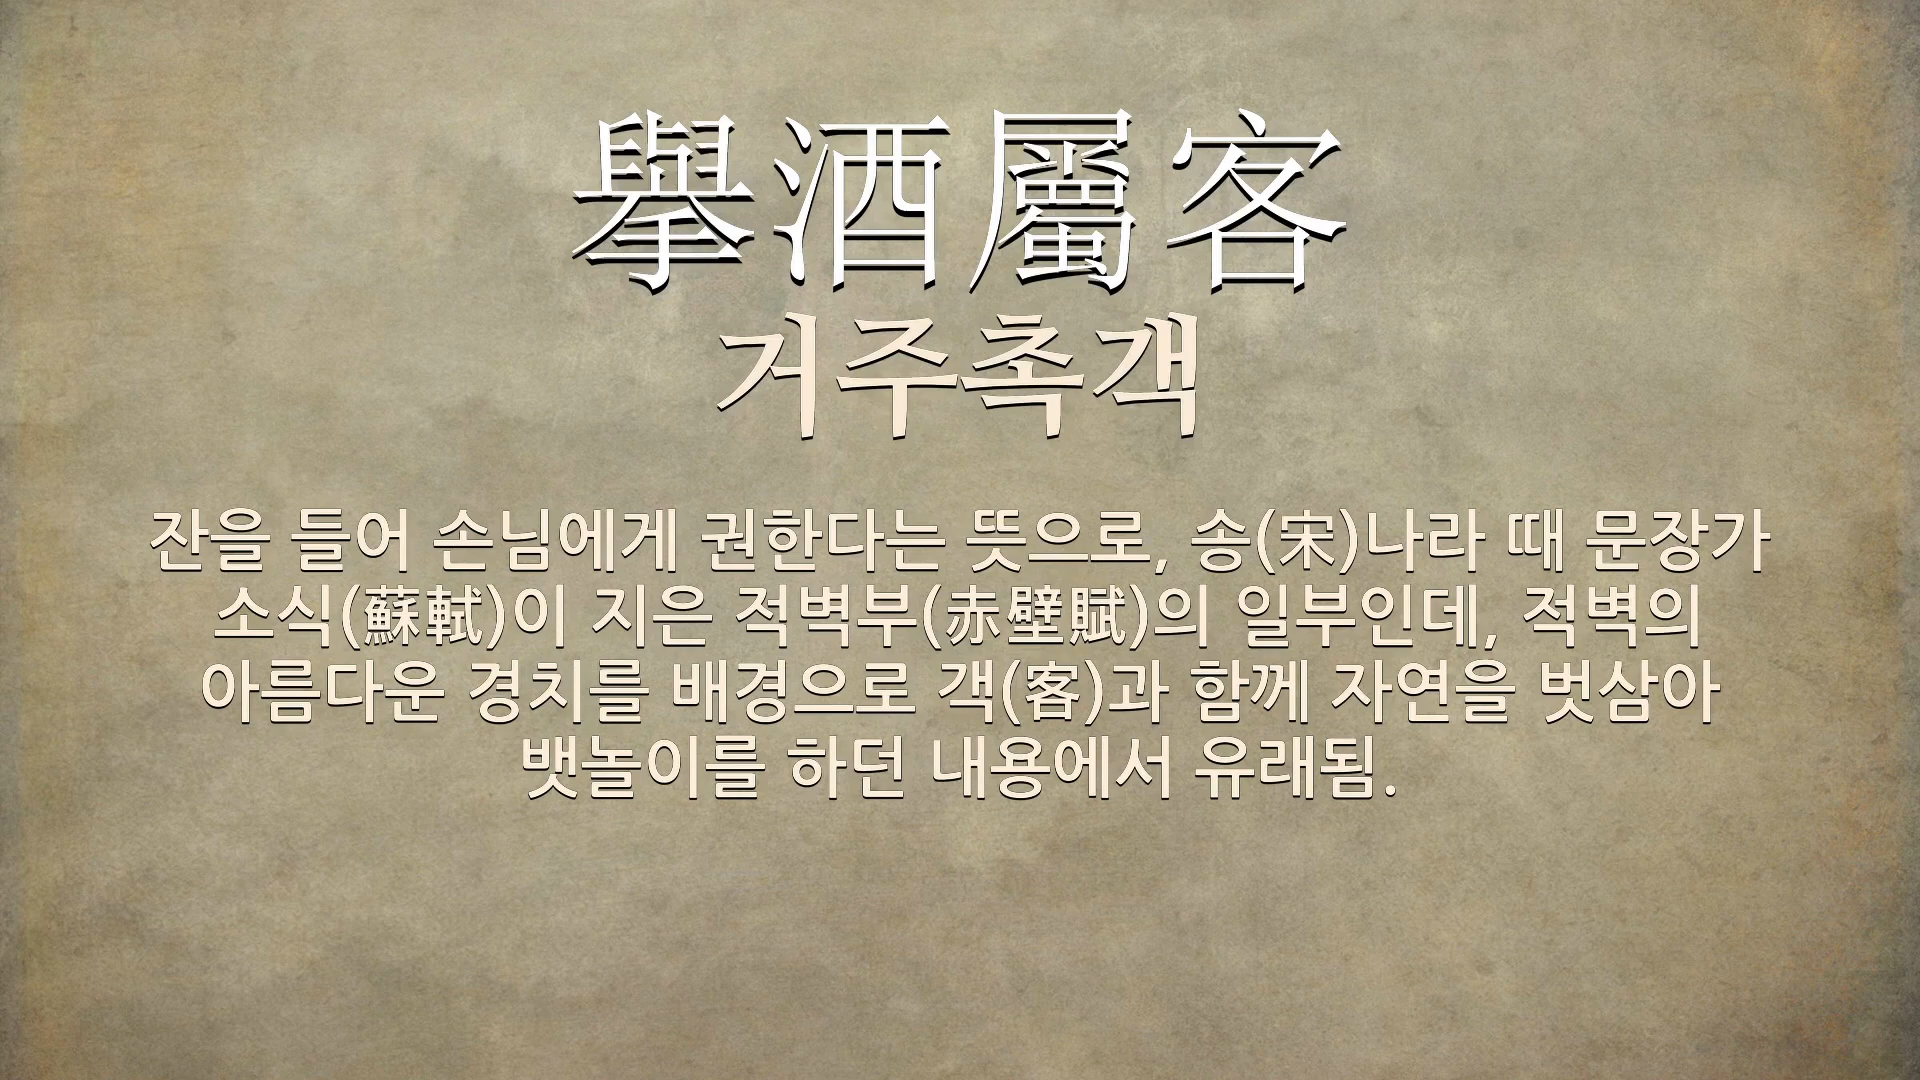 擧酒屬客
거주촉객
잔을 들어 손님에게 권한다는 뜻으로, 송(宋)나라 때 문장가
소식(蘇軾)이 지은 적벽부(赤壁賦)의 일부인데, 적벽의
아름다운 경치를 배경으로 객(客)과 함께 자연을 벗삼아
뱃놀이를 하던 내용에서 유래됨.